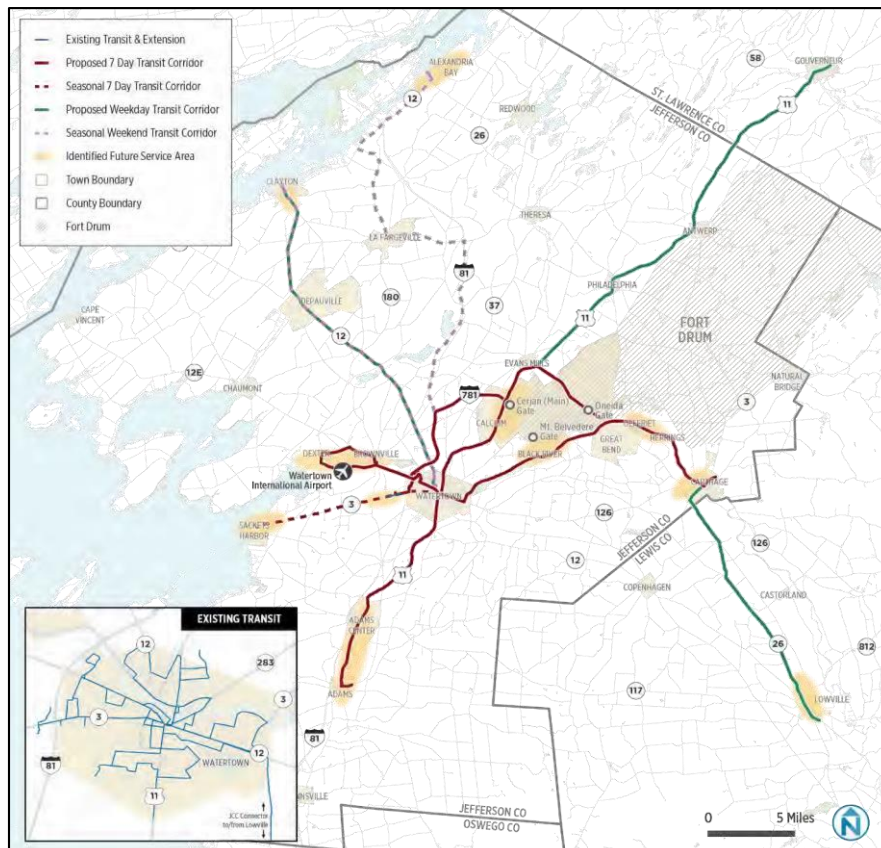 Existing Transit & Extension
Proposed 7 Day Transit Corridor
Seasonal 7 Day Transit Corridor
Proposed Weekday Transit Corridor
Seasonal Weekend Transit Corridor
Identified Future Service Area
Town Boundary
County Boundary
Fort Drum
ALEXANDRIA
BAY
12
REDWOOD
58
GOUVERNEUR
11
ST. LAWRENCE CO
JEFFERSON CO
26
CLAYTON
THERESA
LA FARGEVILLE
ANTWERP
81
PHILADELPHIA
DEPAUVILLE
180
37
CAPE
VINCENT
12
11
FORT
DRUM
EVANS MILLS
12E
CHAUMONT
NATURAL
BRIDGE
781
Cerjan (Main)
Gate
Oneida
Gate
3
CALCIUM
Mt. Belvedere
Gate
DEFERIET
GREAT
BEND
HERRINGS
DEXTER
BROWNVILLE
BLACK RIVER
Watertown
International Airport
CARTHAGE
WATERTOWN
3
SACKETS
HARBOR
126
JEFFERSON CO
LEWIS CO
126
12
11
COPENHAGEN
CASTORLAND
ADAMS
CENTER
26
812
117
LOWVILLE
ADAMS
81
NNSVILLE
JEFFERSON CO
OSWEGO CO
0 5 Miles
N
EXISTING TRANSIT
12
283
3
3
12
81
WATERTOWN
11
JCC Connector
to/from Lowville